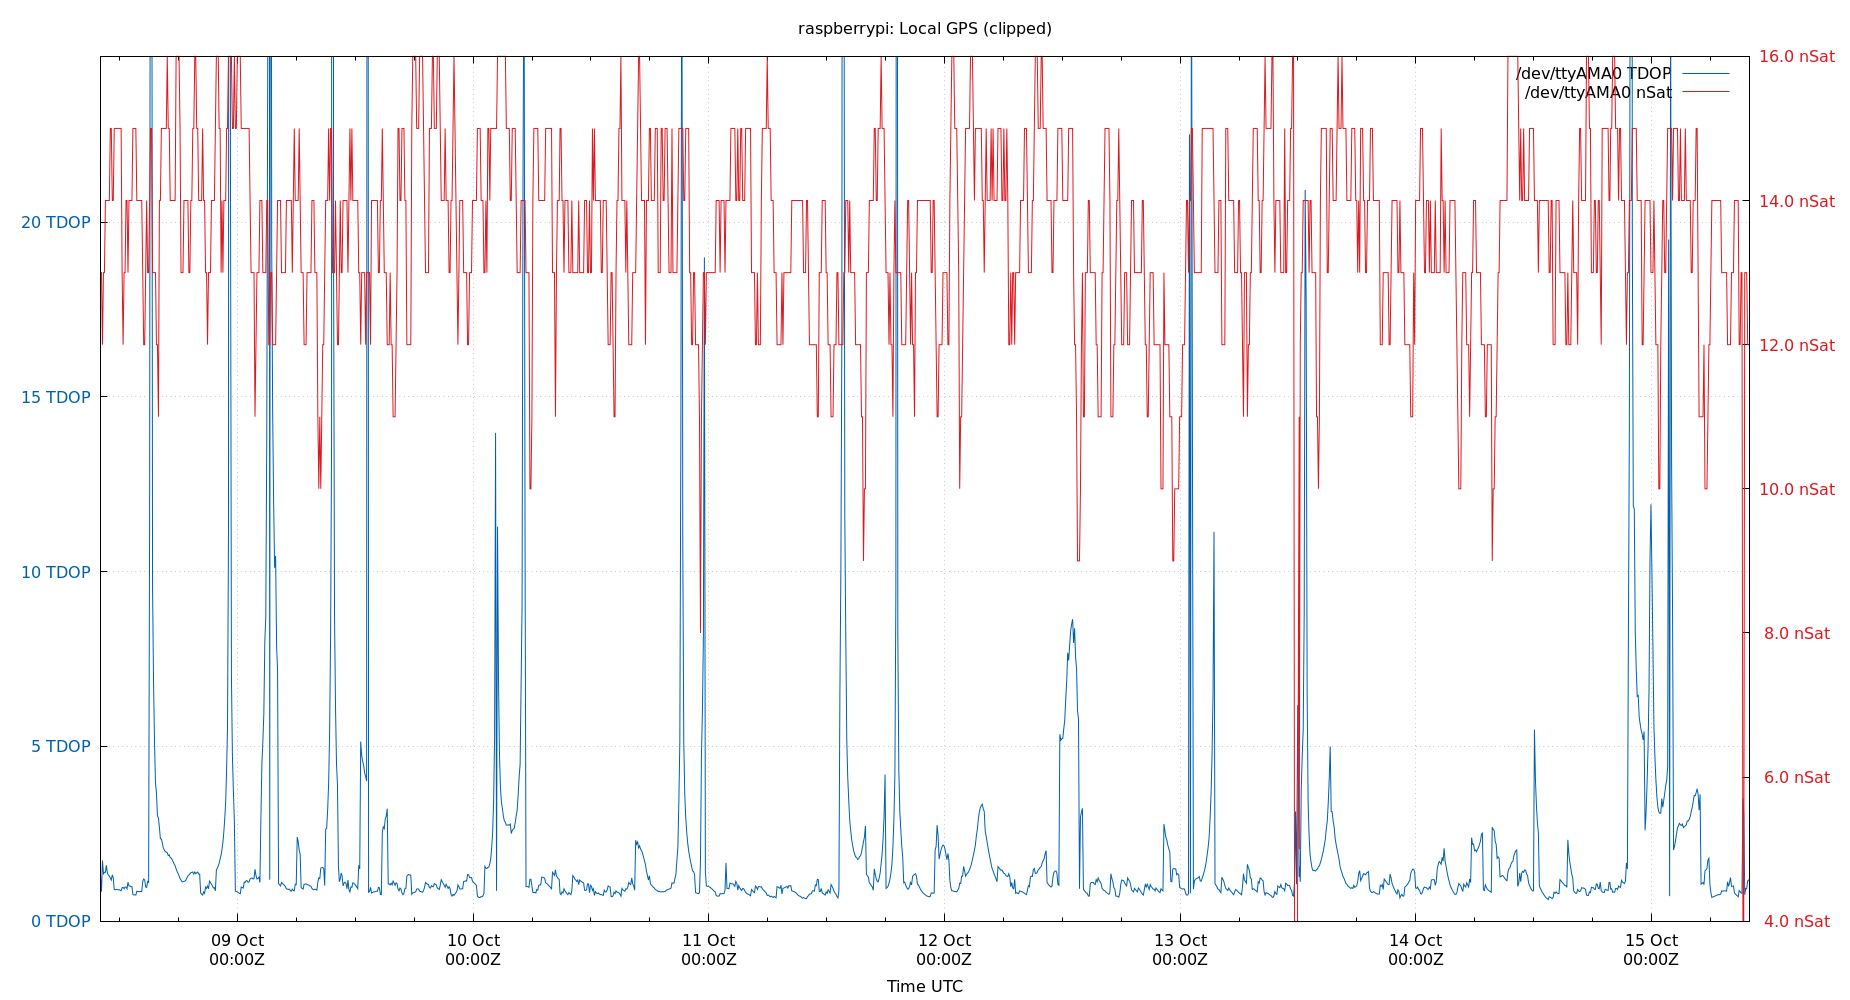 raspberrypi: Local GPS (clipped)
16.0 nSat
/dev/ttyAMA0 TDOP
/dev/ttyAMA0 nSat
20 TDOP
14.0 nSat
12.0 nSat
15 TDOP
10.0 nSat
10 TDOP
8.0 nSat
5 TDOP
6.0 nSat
0 TDOP
4.0 nSat
09 Oct 10 Oct 11 Oct 12 Oct 13 Oct 14 Oct 15 Oct
00:00Z 00:00Z 00:00Z 00:00Z 00:00Z 00:00Z 00:00Z
Time UTC